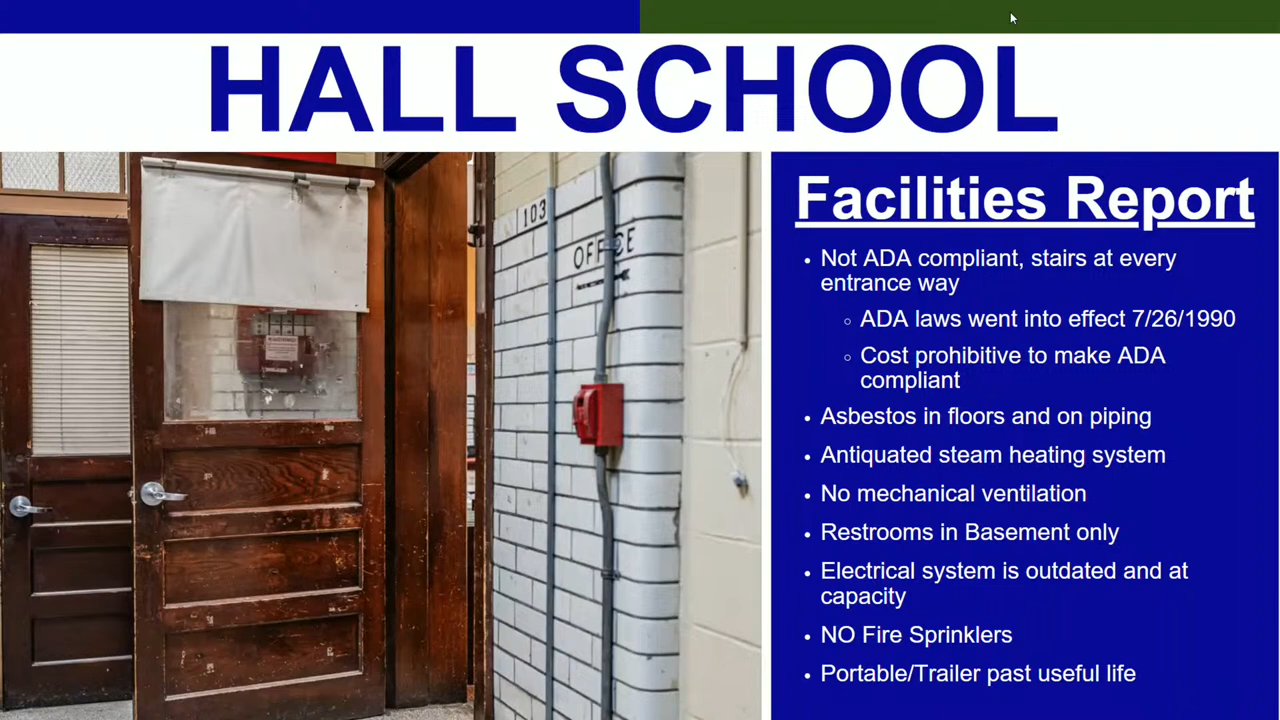 HALL SCHOOL
103
OFFICE
Facilities Report
• Not ADA compliant, stairs at every
entrance way
◦ ADA laws went into effect 7/26/1990
◦ Cost prohibitive to make ADA
compliant
• Asbestos in floors and on piping
• Antiquated steam heating system
• No mechanical ventilation
• Restrooms in Basement only
• Electrical system is outdated and at
capacity
• NO Fire Sprinklers
• Portable/Trailer past useful life